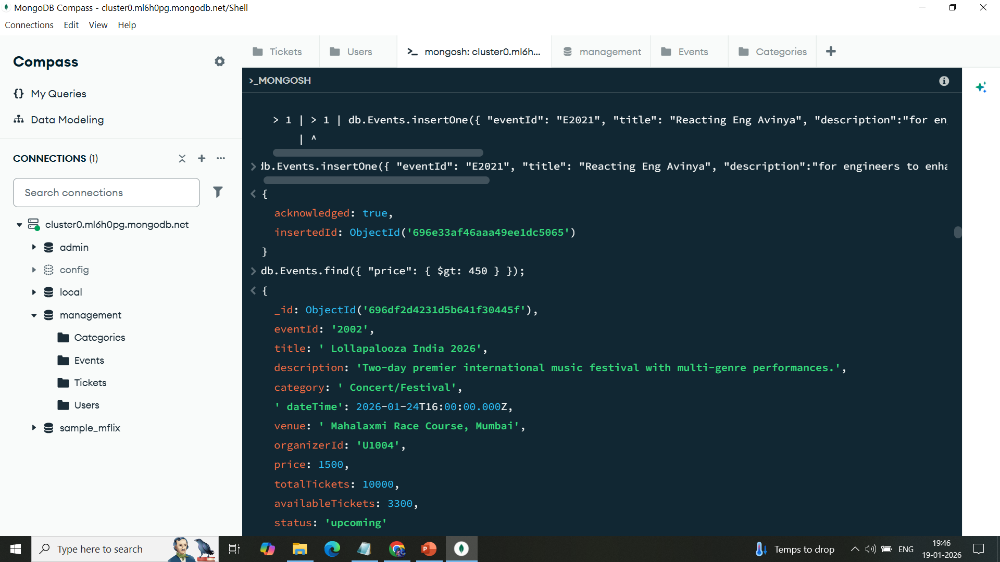 MongoDB Compass - cluster0.ml6h0pg.mongodb.net/Shell
Connections Edit View Help
Compass
My Queries
Data Modeling
CONNECTIONS (1)
Search connections
cluster0.ml6h0pg.mongodb.net
admin
config
local
management
Categories
Events
Tickets
Users
sample_mflix
Tickets Users >_ mongosh: cluster0.ml6h... management Events Categories
>_MONGOSH
> 1 | > 1 | db.Events.insertOne({ "eventId": "E2021", "title": "Reacting Eng Avinya", "description":"for en
| ^
db.Events.insertOne({ "eventId": "E2021", "title": "Reacting Eng Avinya", "description":"for engineers to enha
{
acknowledged: true,
insertedId: ObjectId('696e33af46aaa49ee1dc5065')
}
db.Events.find({ "price": { $gt: 450 } });
{
_id: ObjectId('696df2d4231d5b641f30445f'),
eventId: '2002',
title: ' Lollapalooza India 2026',
description: 'Two-day premier international music festival with multi-genre performances.',
category: ' Concert/Festival',
' dateTime': 2026-01-24T16:00:00.000Z,
venue: ' Mahalaxmi Race Course, Mumbai',
organizerId: 'U1004',
price: 1500,
totalTickets: 10000,
availableTickets: 3300,
status: 'upcoming'
Type here to search
Temps to drop
ENG
19:46
19-01-2026